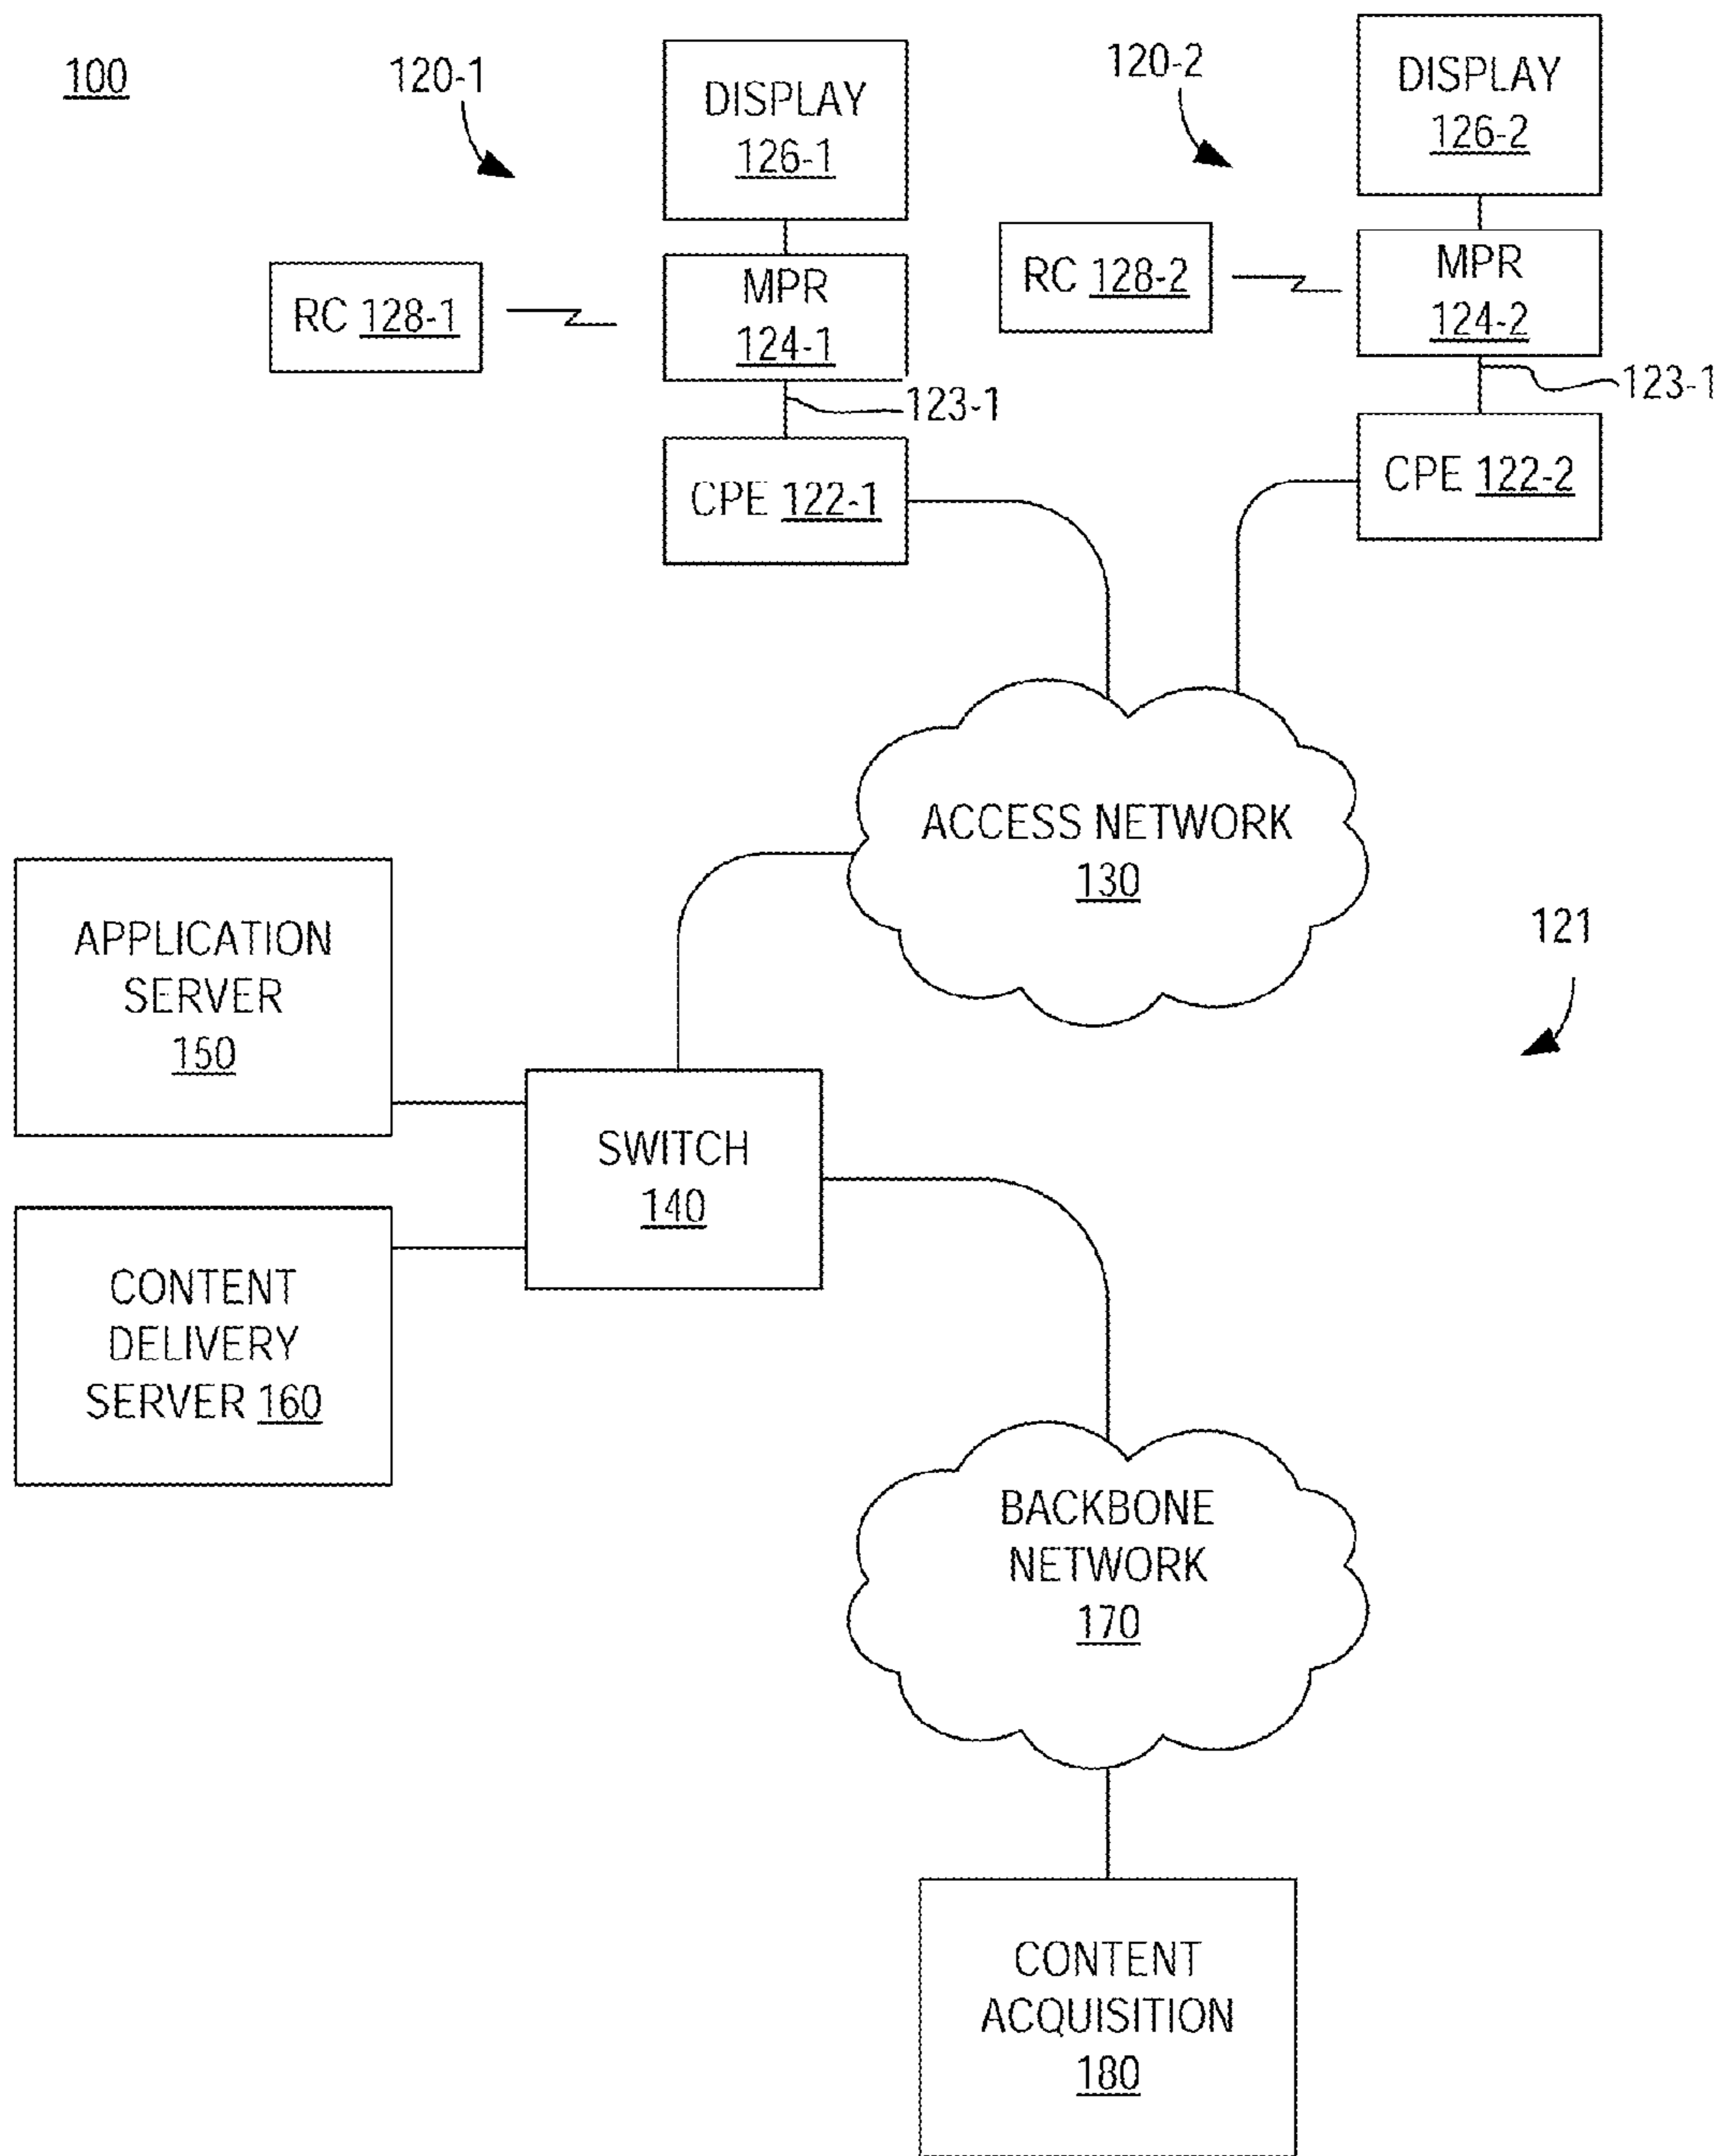 100
120-1
DISPLAY
126-1
120-2
DISPLAY
126-2
RC 128-1
MPR
124-1
RC 128-2
MPR
124-2
123-1
123-1
CPE 122-1
CPE 122-2
ACCESS NETWORK
130
121
APPLICATION
SERVER
150
SWITCH
140
CONTENT
DELIVERY
SERVER 160
BACKBONE
NETWORK
170
CONTENT
ACQUISITION
180